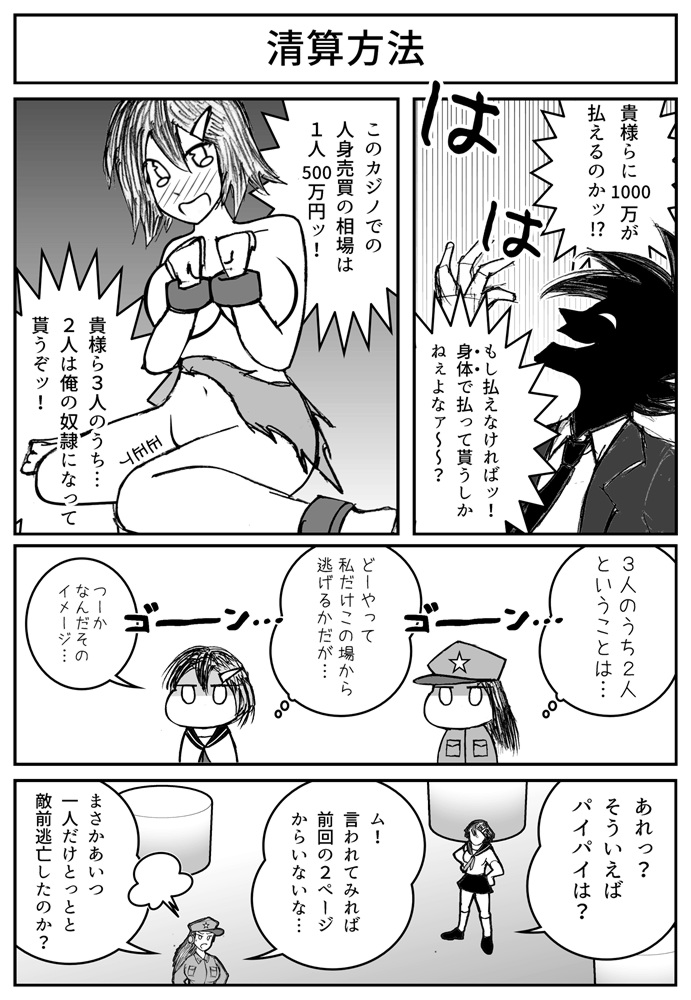 清算方法
貴様らに1000万が
払えるのかッ!?
は
は
もし払えなければッ！
身体で払って貰うしか
ねぇよなァ〜〜？
このカジノでの
人身売買の相場は
１人500万円ッ！
貴様ら３人のうち…
２人は俺の奴隷になって
貰うぞッ！
３人のうち２人
ということは…
ゴーーン…
どーやって
私だけこの場から
逃げるかだが…
ゴーーン…
つーか
なんだその
イメージ…
あれっ？
そういえば
パイパイは？
ム！
言われてみれば
前回の２ページ
からいないな…
まさかあいつ
一人だけとっとと
敵前逃亡したのか？